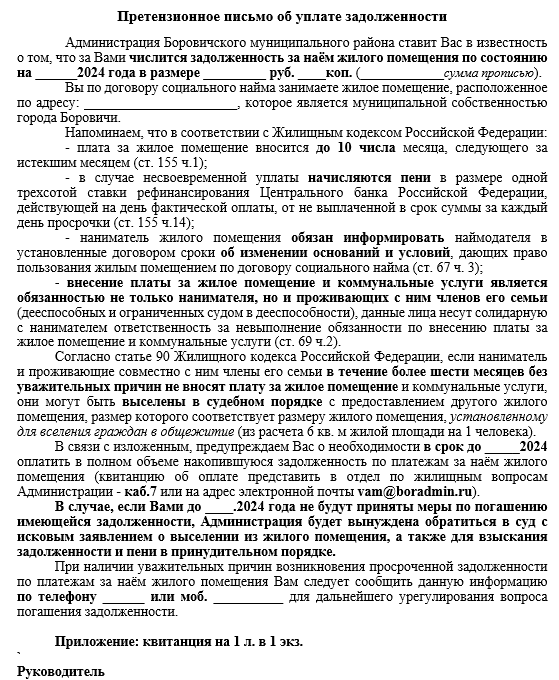 Претензионное письмо об уплате задолженности
Администрация Боровичского муниципального района ставит Вас в известность
о том, что за Вами числится задолженность за наём жилого помещения по состоянию
на ______2024 года в размере _________ руб. ____коп. (_____________сумма прописью).
Вы по договору социального найма занимаете жилое помещение, расположенное
по адресу: _______________________, которое является муниципальной собственностью
города Боровичи.
Напоминаем, что в соответствии с Жилищным кодексом Российской Федерации:
- плата за жилое помещение вносится до 10 числа месяца, следующего за
истекшим месяцем (ст. 155 ч.1);
- в случае несвоевременной уплаты начисляются пени в размере одной
трехсотой ставки рефинансирования Центрального банка Российской Федерации,
действующей на день фактической оплаты, от не выплаченной в срок суммы за каждый
день просрочки (ст. 155 ч.14);
- наниматель жилого помещения обязан информировать наймодателя в
установленные договором сроки об изменении оснований и условий, дающих право
пользования жилым помещением по договору социального найма (ст. 67 ч. 3);
- внесение платы за жилое помещение и коммунальные услуги является
обязанностью не только нанимателя, но и проживающих с ним членов его семьи
(дееспособных и ограниченных судом в дееспособности), данные лица несут солидарную
с нанимателем ответственность за невыполнение обязанности по внесению платы за
жилое помещение и коммунальные услуги (ст. 69 ч.2).
Согласно статье 90 Жилищного кодекса Российской Федерации, если наниматель
и проживающие совместно с ним члены его семьи в течение более шести месяцев без
уважительных причин не вносят плату за жилое помещение и коммунальные услуги,
они могут быть выселены в судебном порядке с предоставлением другого жилого
помещения, размер которого соответствует размеру жилого помещения, установленному
для вселения граждан в общежитие (из расчета 6 кв. м жилой площади на 1 человека).
В связи с изложенным, предупреждаем Вас о необходимости в срок до _____2024
оплатить в полном объеме накопившуюся задолженность по платежам за наём жилого
помещения (квитанцию об оплате представить в отдел по жилищным вопросам
Администрации - каб.7 или на адрес электронной почты vam@boradmin.ru).
В случае, если Вами до ____.2024 года не будут приняты меры по погашению
имеющейся задолженности, Администрация будет вынуждена обратиться в суд с
исковым заявлением о выселении из жилого помещения, а также для взыскания
задолженности и пени в принудительном порядке.
При наличии уважительных причин возникновения просроченной задолженности
по платежам за наём жилого помещения Вам следует сообщить данную информацию
по телефону ______ или моб. __________ для дальнейшего урегулирования вопроса
погашения задолженности.
Приложение: квитанция на 1 л. в 1 экз.
`
Руководитель